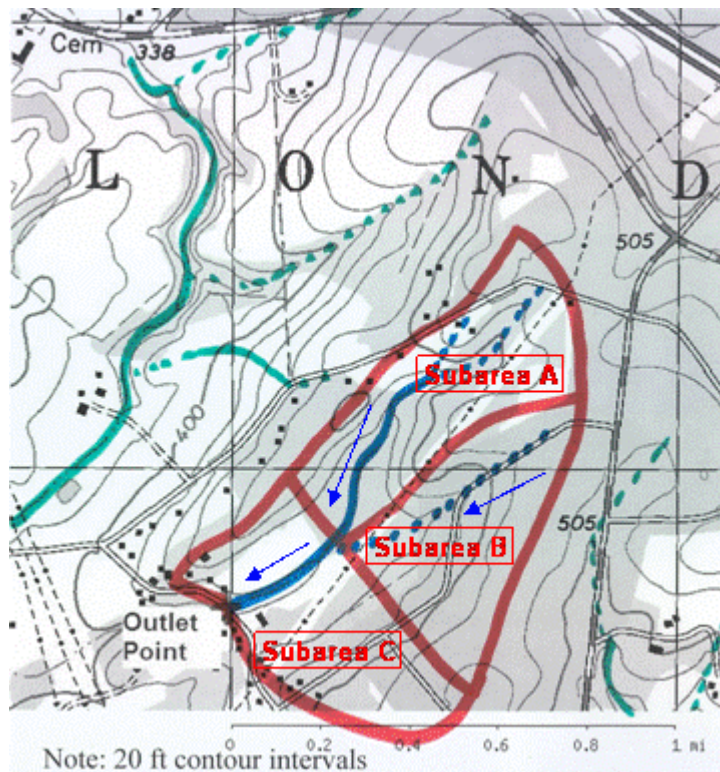 Cem
338
L O N D
505
Subarea A
400
Subarea B
505
Outlet
Point
Subarea C
0 0.2 0.4 0.6 0.8 1 mi
Note: 20 ft contour intervals